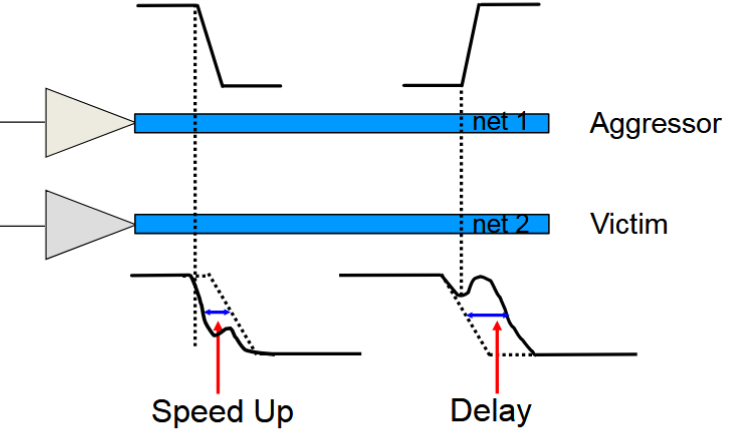 net 1
Aggressor
net 2
Victim
Speed Up
Delay